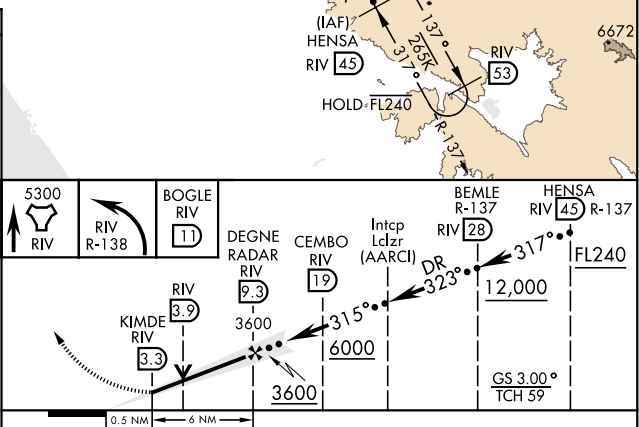 (IAF)
HENSA
RIV 45
137°
265K
317°
RIV
53
6672
HOLD FL240
R-137
5300
RIV
RIV
R-138
BOGLE
RIV
11
BEMLE
R-137
RIV 28
HENSA
RIV 45 R-137
DEGNE
RADAR
RIV
9.3
3600
CEMBO
RIV
19
Intcp
Lclzr
(AARCI)
DR
323°
317°
FL240
12,000
RIV
3.9
KIMDE
RIV
3.3
315°
6000
3600
GS 3.00°
TCH 59
0.5 NM
6 NM